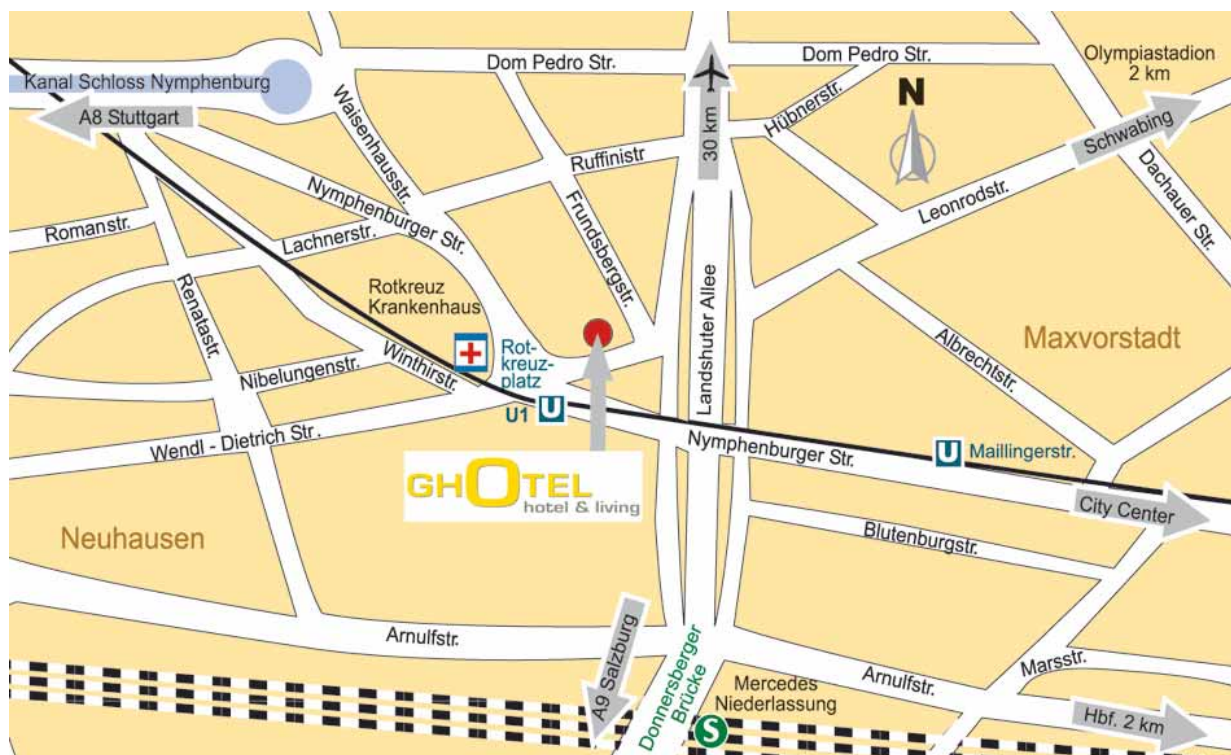 Dom Pedro Str.
Dom Pedro Str.
Olympiastadion
2 km
Kanal Schloss Nymphenburg
A8 Stuttgart
Waisenhausstr.
30 km
Hübnerstr.
N
Schwabing
Ruffinistr
Dachauer Str.
Nymphenburger Str.
Frundsbergstr.
Leonrodstr.
Romanstr.
Lachnerstr.
Renatastr.
Rotkreuz
Krankenhaus
Landshuter Allee
Albrechtstr.
Maxvorstadt
Rot-
kreuz-
platz
Winthirstr.
Nibelungenstr.
U1
U
Wendl - Dietrich Str.
Nymphenburger Str.
U
Maillingerstr.
GHOTEL
hotel & living
City Center
Neuhausen
Blutenburgstr.
Arnulfstr.
A9 Salzburg
Donnersberger
Brücke
Marsstr.
Arnulfstr.
Mercedes
Niederlassung
S
Hbf. 2 km